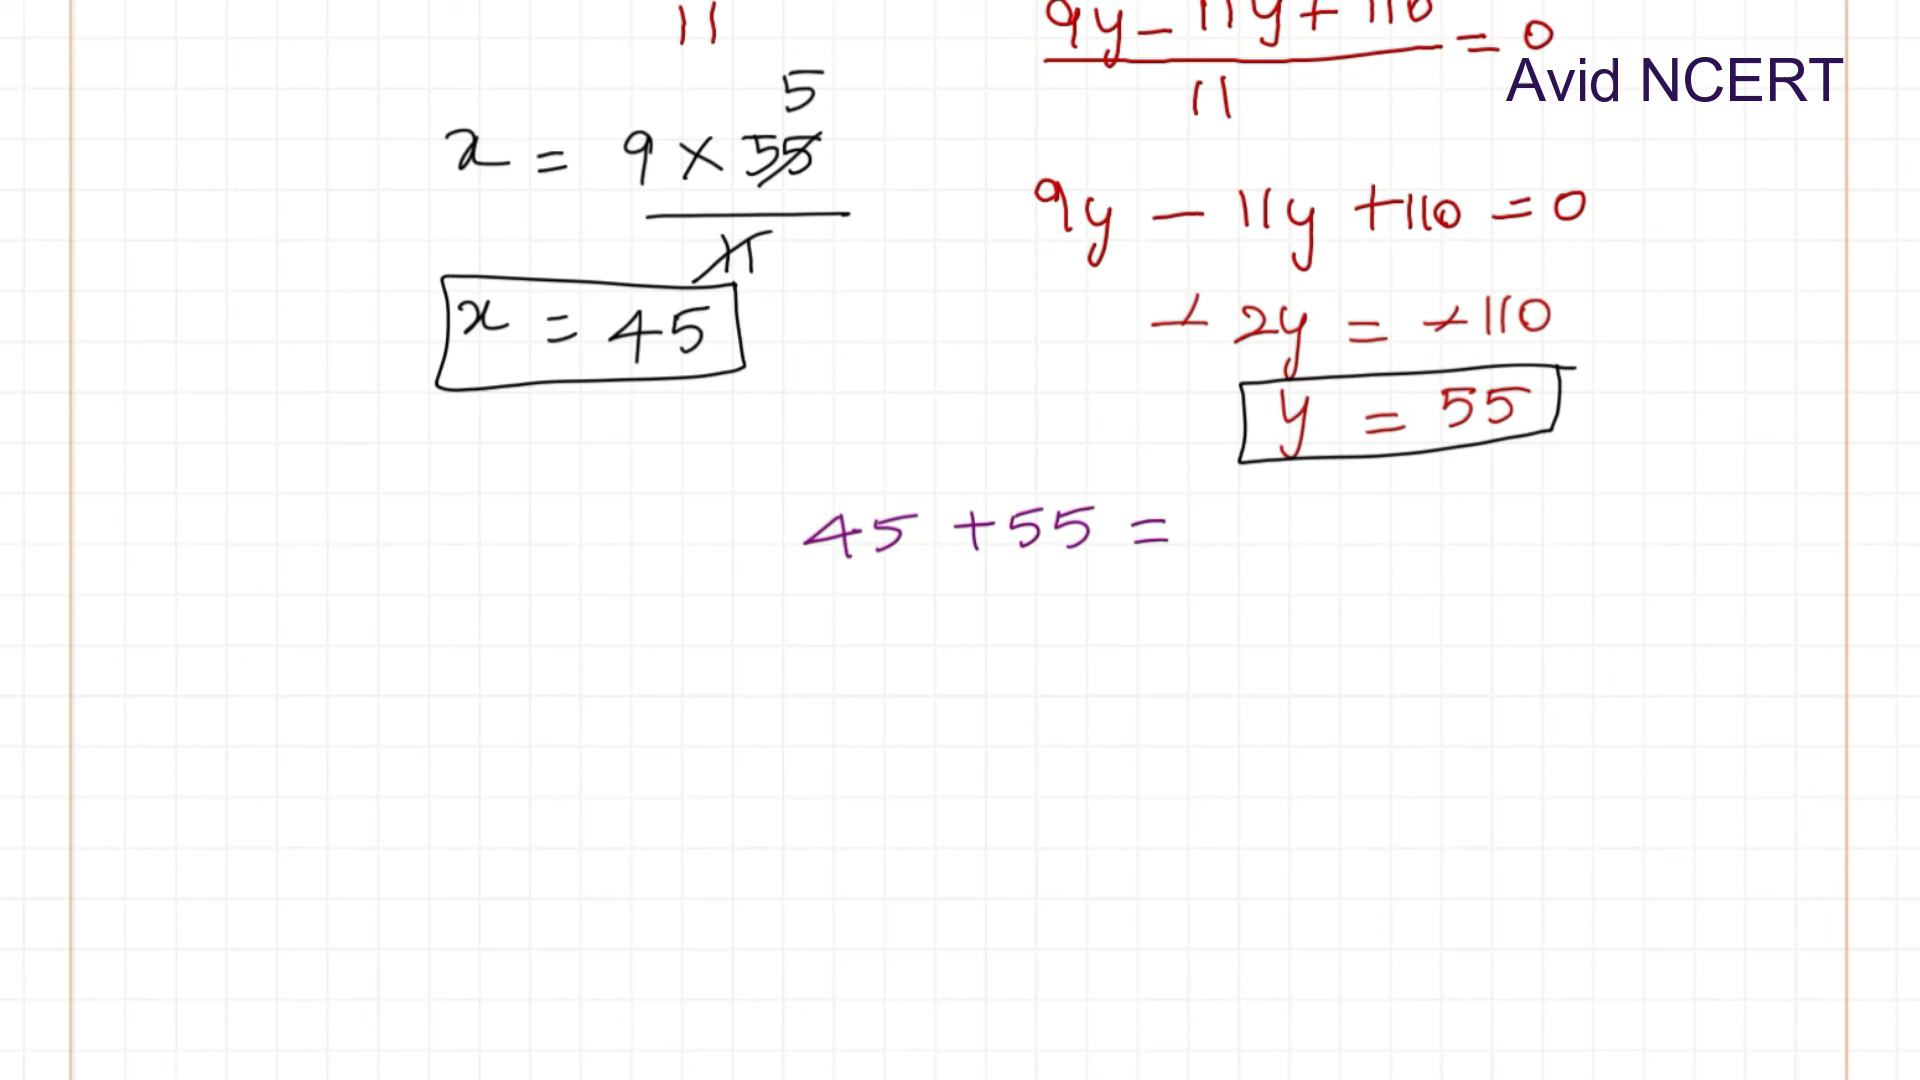 11
x = 9 × 55
5
11
x = 45
9y - 11y + 110 = 0
11
Avid NCERT
9y - 11y + 110 = 0
- 2y = - 110
y = 55
45 + 55 =